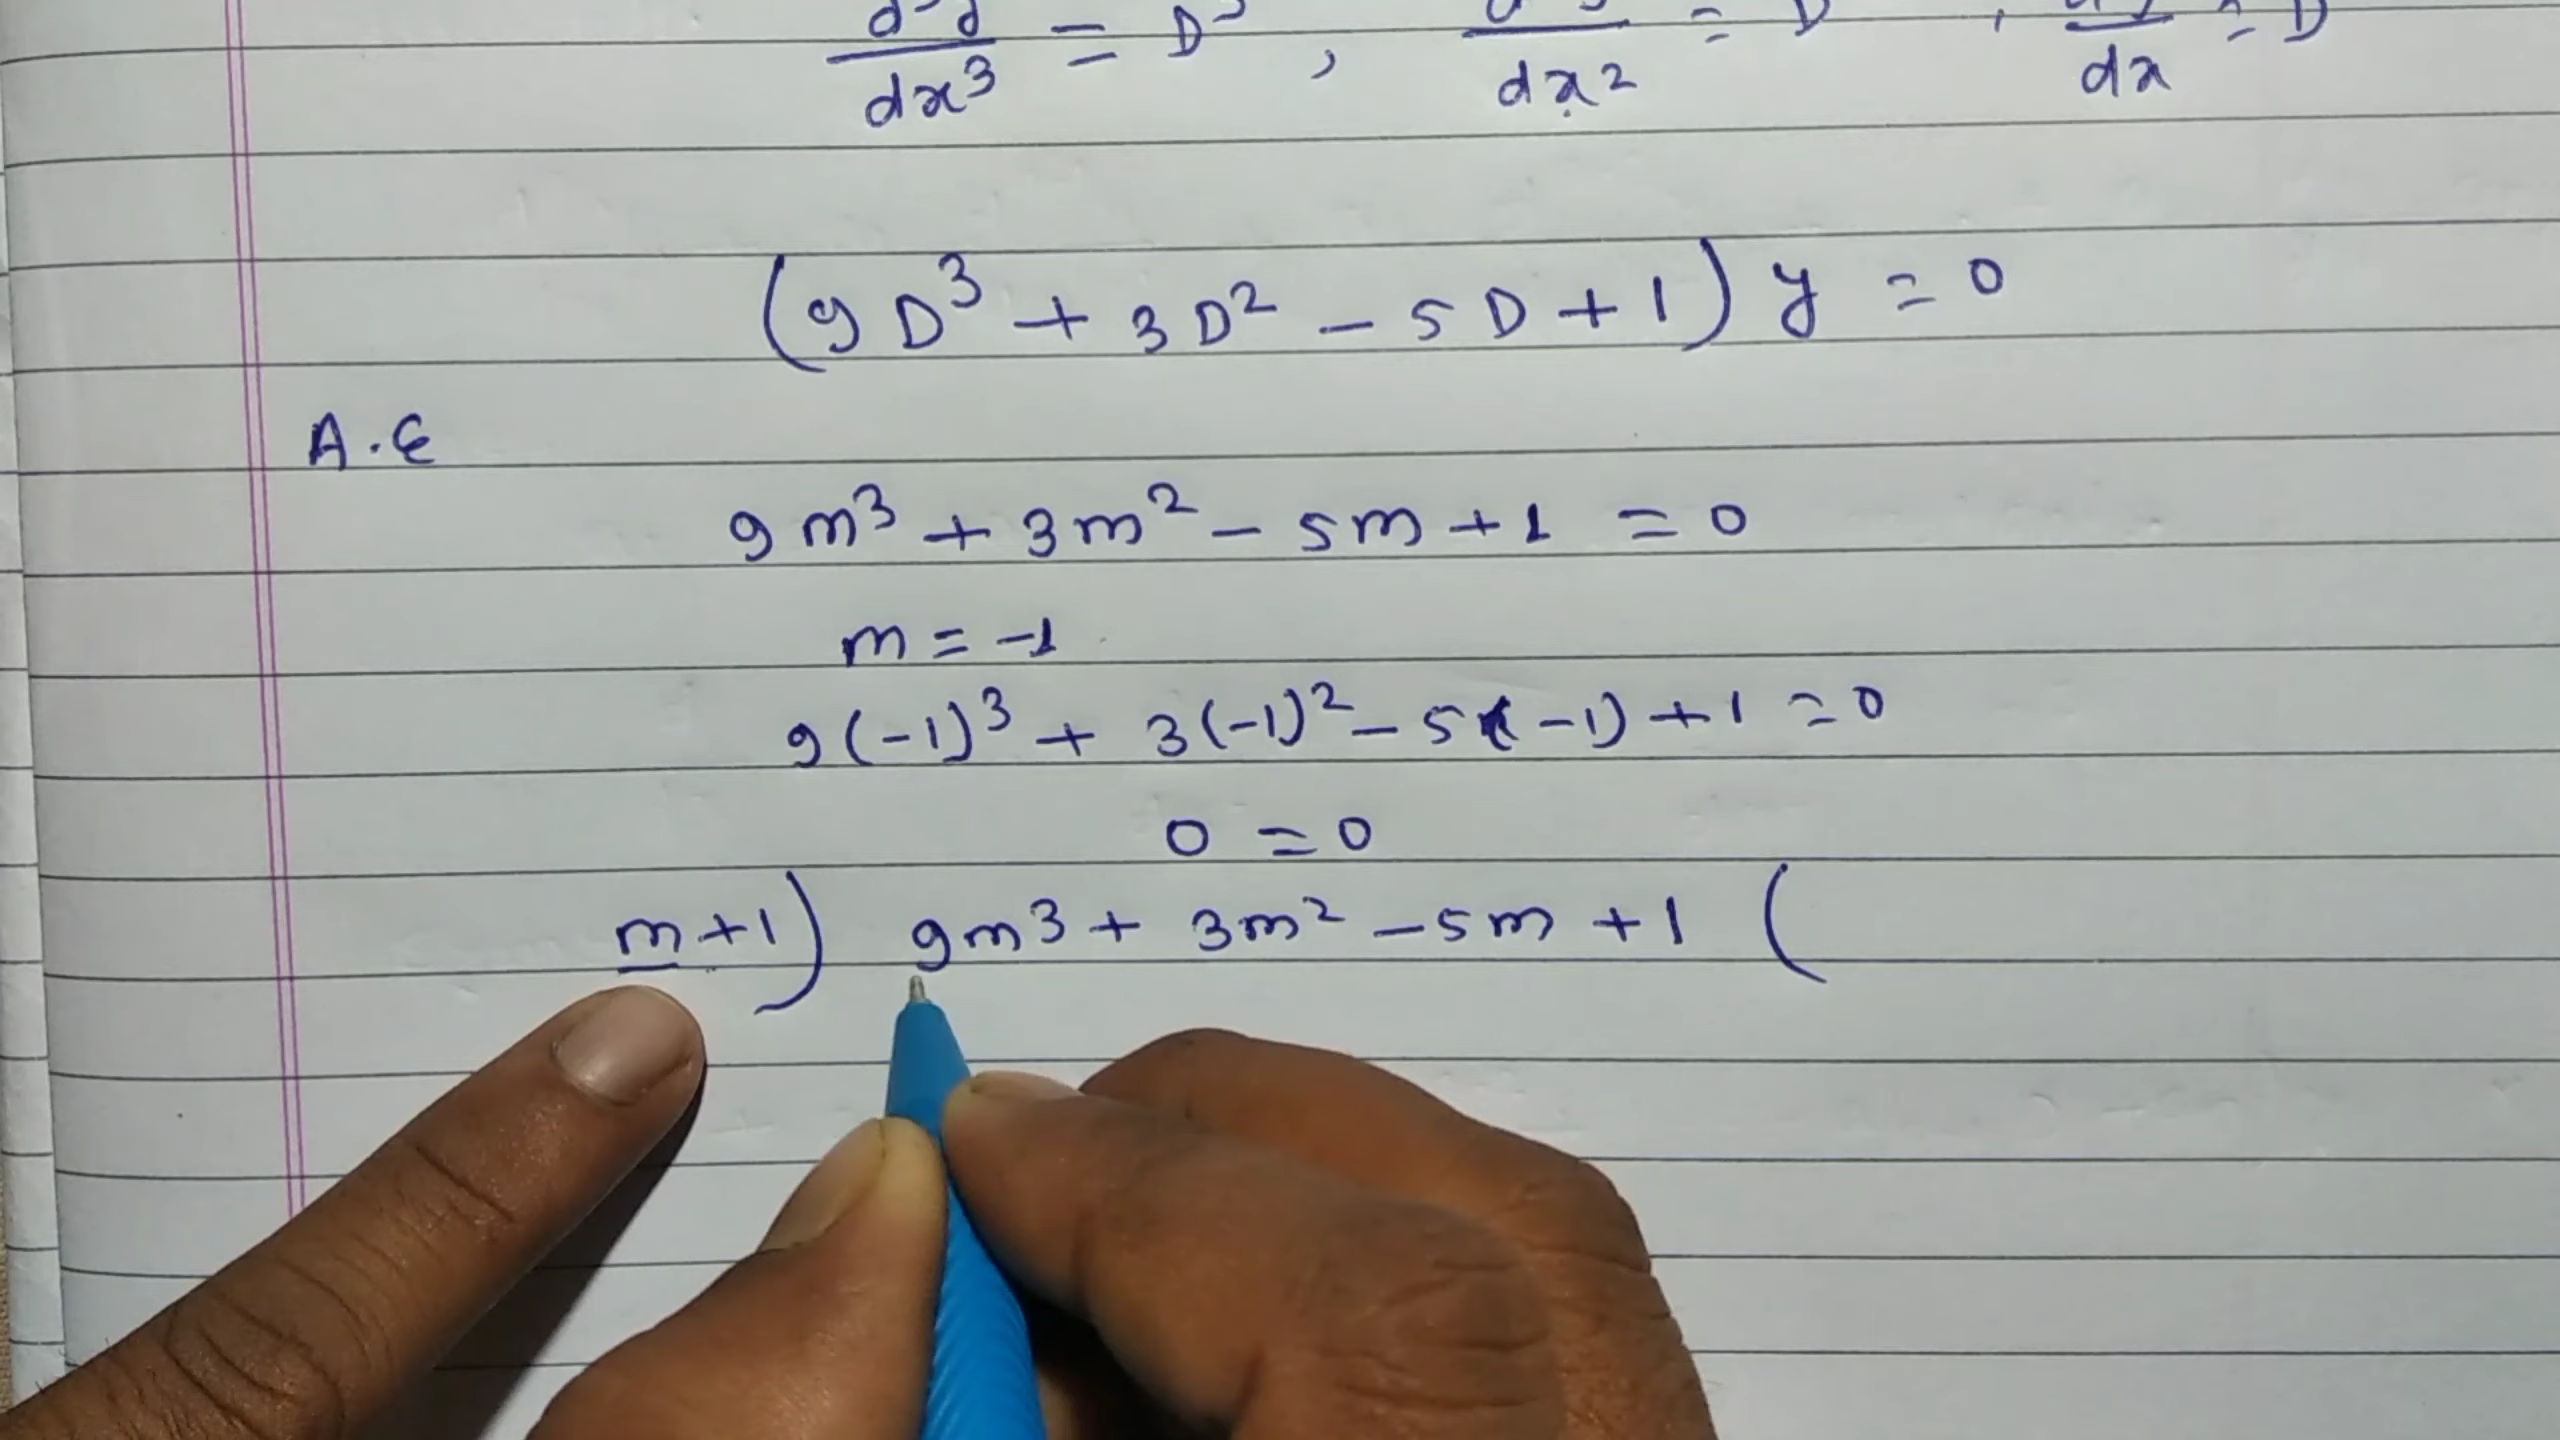 dx³ = D , dx² = D , dx = D
(9D³ + 3D² - 5D + 1) y = 0
A.E
9m³ + 3m² - 5m + 1 = 0
m = -1
9(-1)³ + 3(-1)² - 5(-1) + 1 = 0
0 = 0
m+1) 9m³ + 3m² - 5m + 1 (